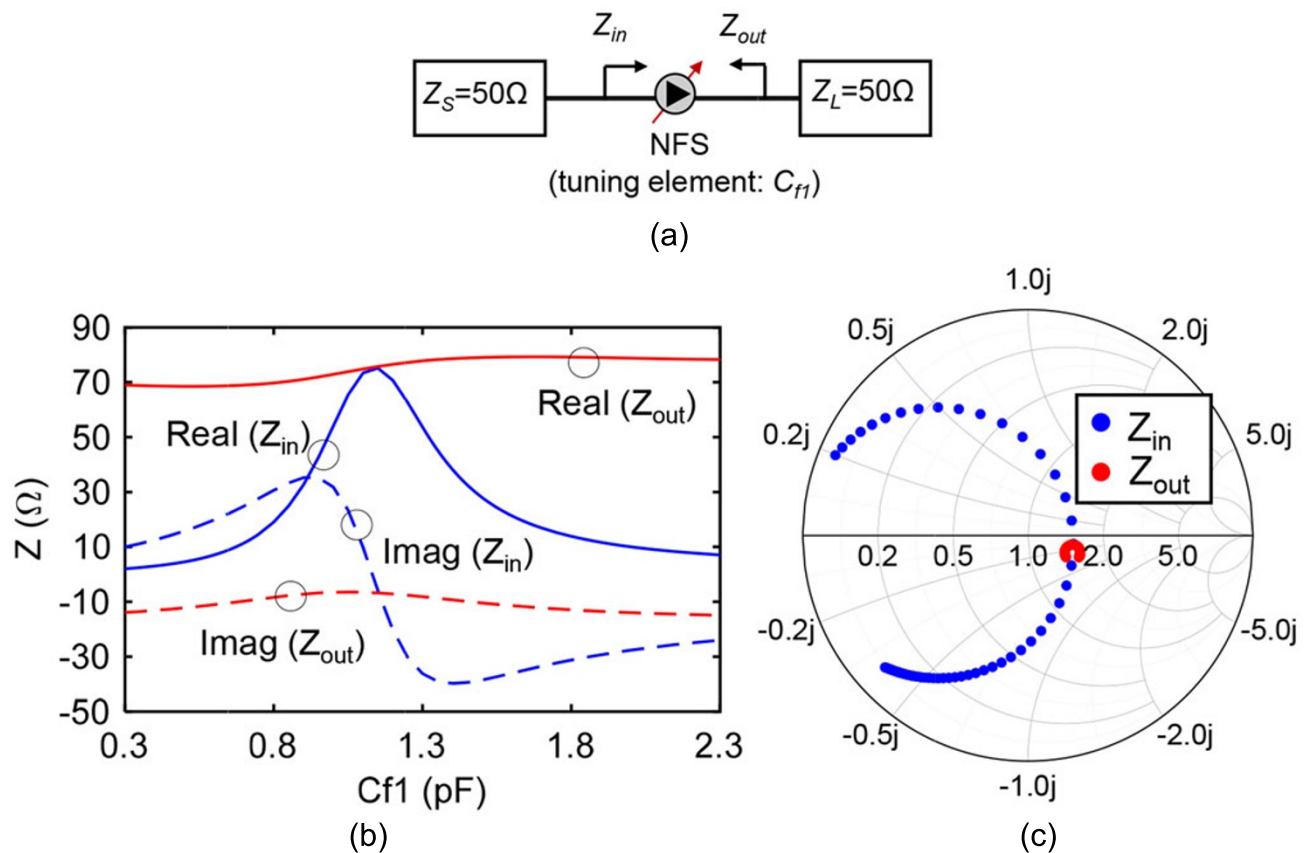 Z_in Z_out
Z_S=50Ω
Z_L=50Ω
NFS
(tuning element: C_f1)
(a)
90
70
50
30
10
-10
-30
-50
Z (Ω)
Real (Z_out)
Real (Z_in)
Imag (Z_in)
Imag (Z_out)
0.3 0.8 1.3 1.8 2.3
Cf1 (pF)
(b)
1.0j
0.5j 2.0j
0.2j 5.0j
Z_in
Z_out
0.2 0.5 1.0 2.0 5.0
-0.2j -5.0j
-0.5j -2.0j
-1.0j
(c)